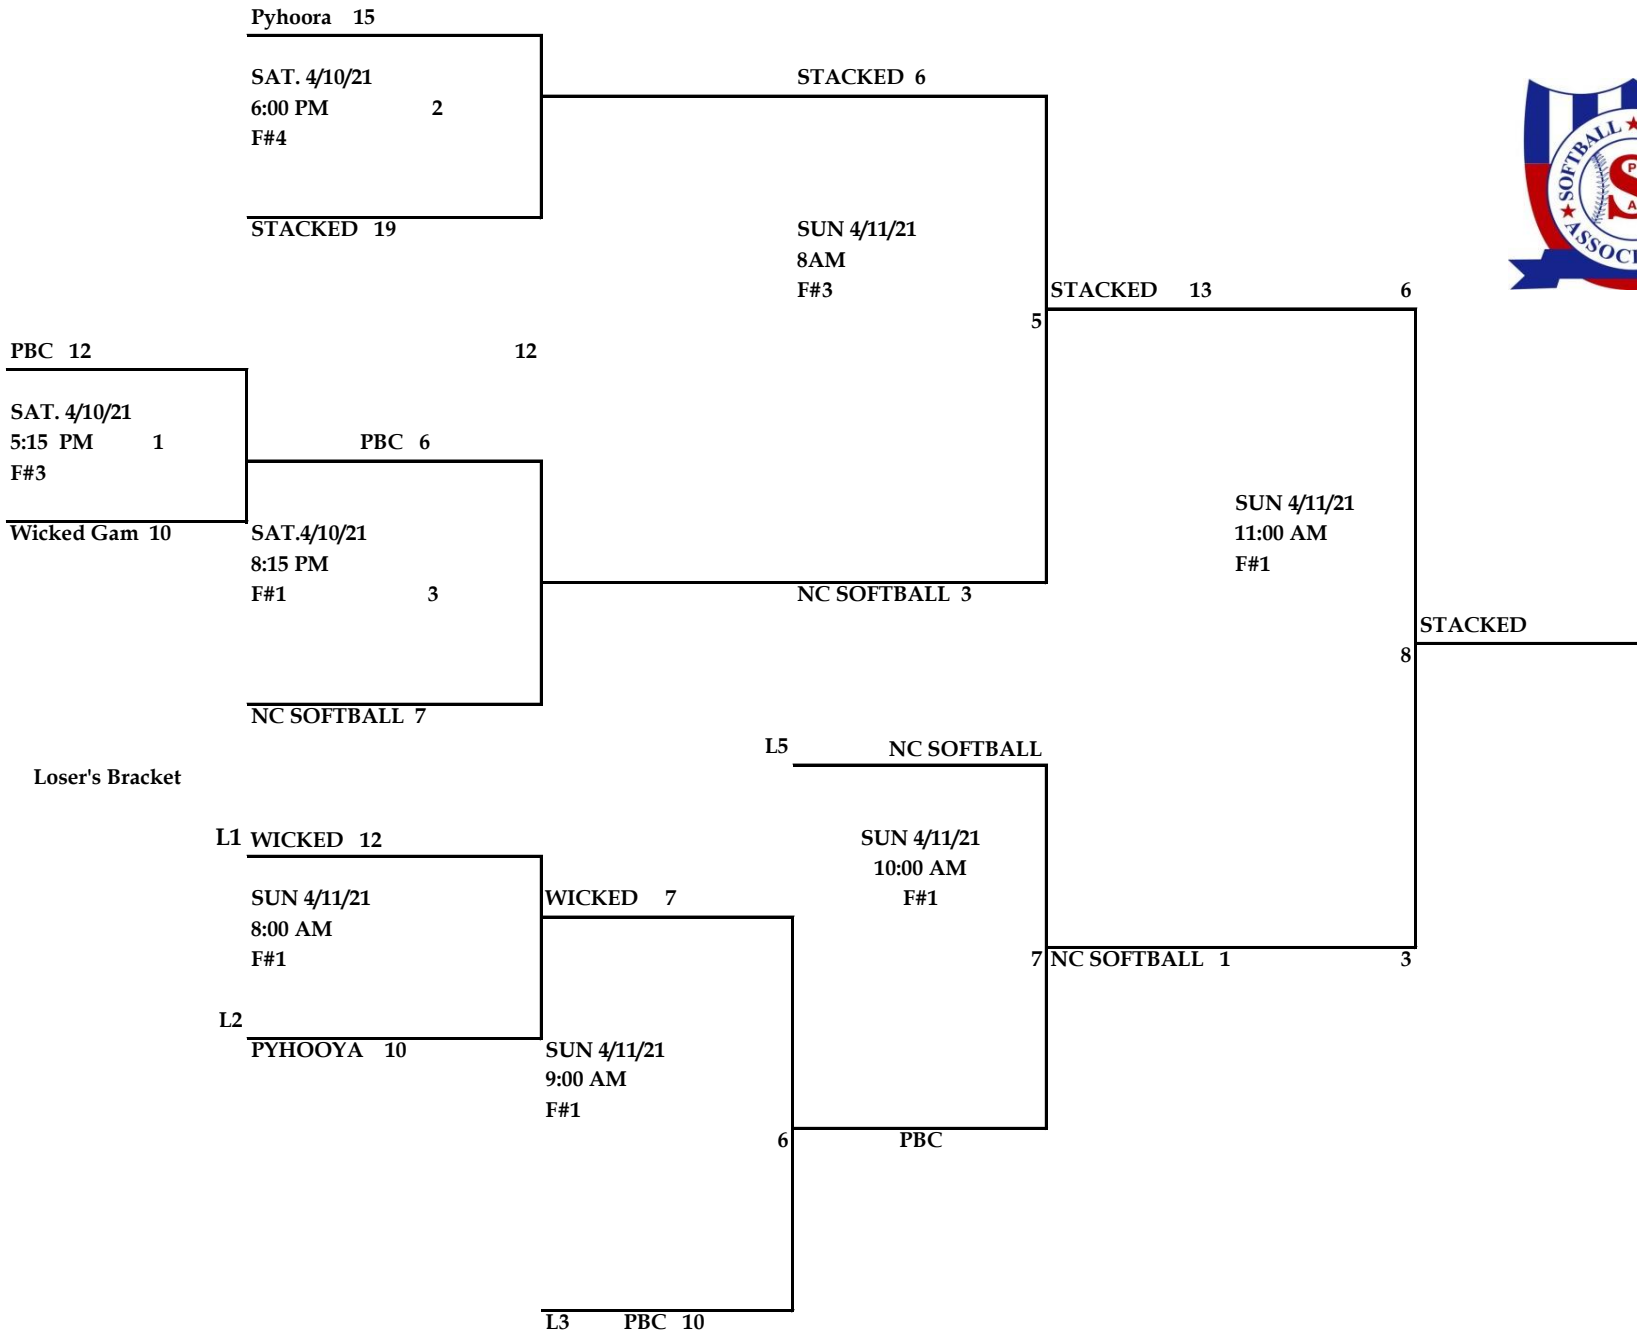 Pyhoora 15
SAT. 4/10/21
6:00 PM 2
F#4
STACKED 19
STACKED 6
SUN 4/11/21
8AM
F#3
5
STACKED 13 6
SOFTBALL
ASSOC
PBC 12
12
SAT. 4/10/21
5:15 PM 1
F#3
Wicked Gam 10
PBC 6
SAT.4/10/21
8:15 PM
F#1 3
NC SOFTBALL 7
NC SOFTBALL 3
SUN 4/11/21
11:00 AM
F#1
STACKED
8
Loser's Bracket
L5 NC SOFTBALL
SUN 4/11/21
10:00 AM
F#1
L1 WICKED 12
SUN 4/11/21
8:00 AM
F#1
L2
PYHOOYA 10
WICKED 7
7 NC SOFTBALL 1 3
SUN 4/11/21
9:00 AM
F#1
6 PBC
L3 PBC 10